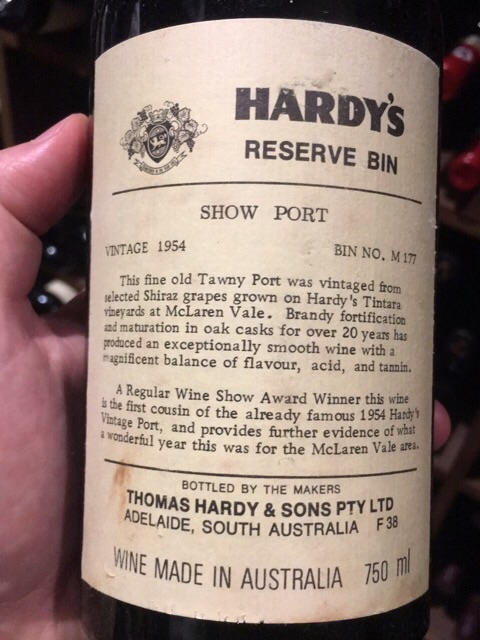 HARDY'S
RESERVE BIN
SHOW PORT
VINTAGE 1954 BIN NO. M 177
This fine old Tawny Port was vintaged from
selected Shiraz grapes grown on Hardy's Tintara
vineyards at McLaren Vale. Brandy fortification
and maturation in oak casks for over 20 years has
produced an exceptionally smooth wine with a
magnificent balance of flavour, acid, and tannin.
A Regular Wine Show Award Winner this wine
is the first cousin of the already famous 1954 Hardy's
Vintage Port, and provides further evidence of what
a wonderful year this was for the McLaren Vale area.
BOTTLED BY THE MAKERS
THOMAS HARDY & SONS PTY LTD
ADELAIDE, SOUTH AUSTRALIA F 38
WINE MADE IN AUSTRALIA 750 ml